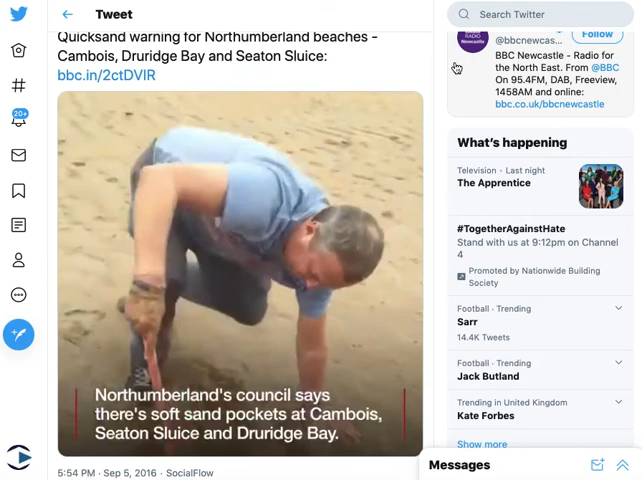 Tweet
Search Twitter
Quicksand warning for Northumberland beaches -
Cambois, Druridge Bay and Seaton Sluice:
bbc.in/2ctDVlR
20+
Northumberland's council says
there's soft sand pockets at Cambois,
Seaton Sluice and Druridge Bay.
5:54 PM · Sep 5, 2016 · SocialFlow
RADIO
Newcastle
@bbcnewcas...
Follow
BBC Newcastle - Radio for
the North East. From @BBC
On 95.4FM, DAB, Freeview,
1458AM and online:
bbc.co.uk/bbcnewcastle
What's happening
Television · Last night
The Apprentice
#TogetherAgainstHate
Stand with us at 9:12pm on Channel
4
Promoted by Nationwide Building
Society
Football · Trending
Sarr
14.4K Tweets
Football · Trending
Jack Butland
Trending in United Kingdom
Kate Forbes
Show more
Messages